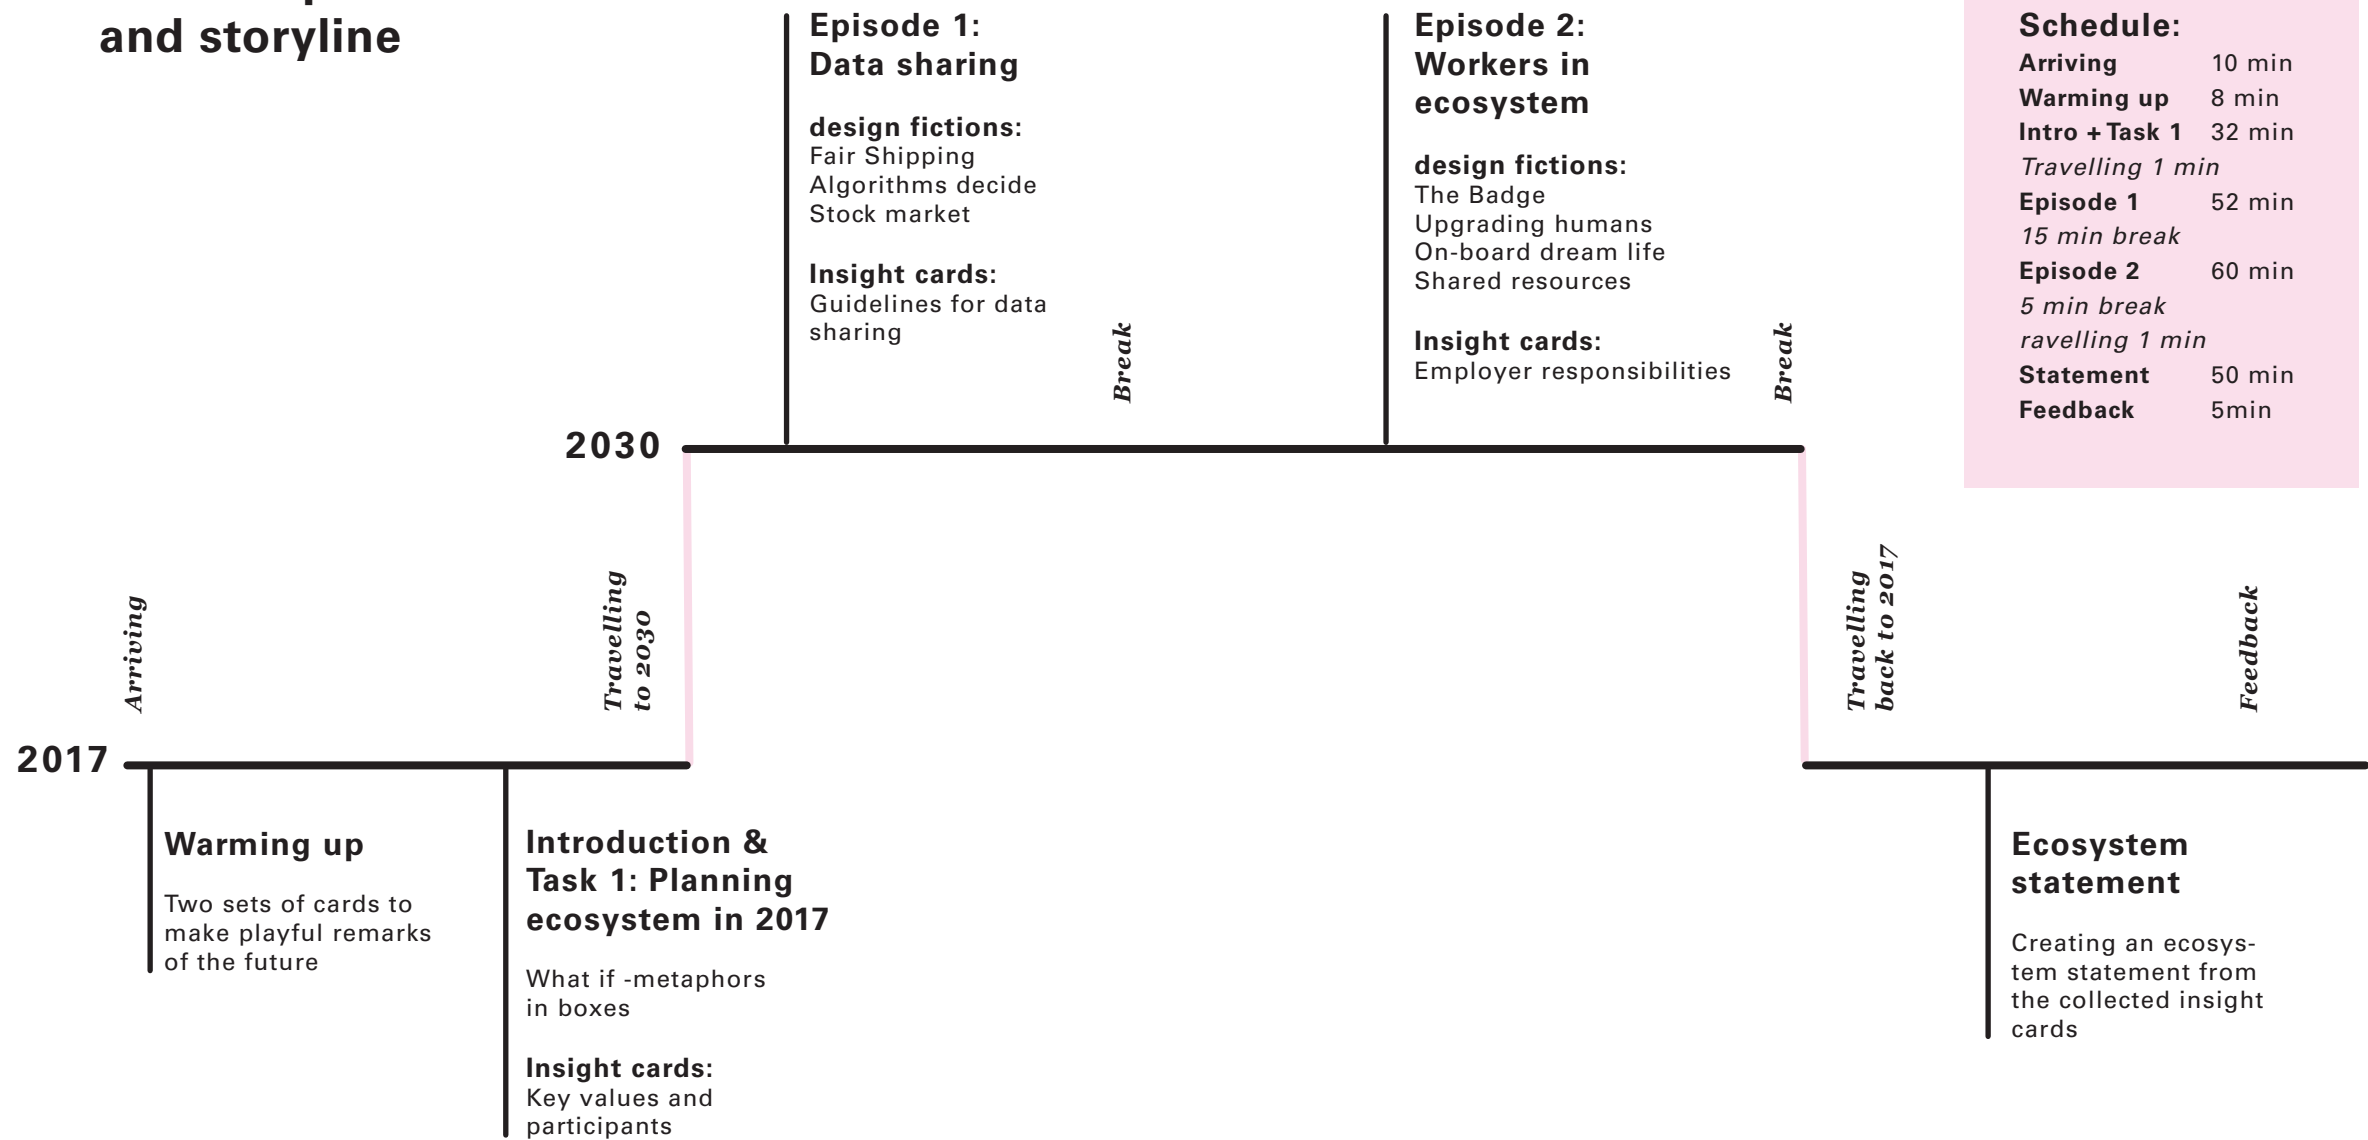 and storyline
Episode 1:
Data sharing
design fictions:
Fair Shipping
Algorithms decide
Stock market
Insight cards:
Guidelines for data
sharing
Break
Episode 2:
Workers in
ecosystem
design fictions:
The Badge
Upgrading humans
On-board dream life
Shared resources
Insight cards:
Employer responsibilities
Break
Schedule:
Arriving 10 min
Warming up 8 min
Intro + Task 1 32 min
Travelling 1 min
Episode 1 52 min
15 min break
Episode 2 60 min
5 min break
ravelling 1 min
Statement 50 min
Feedback 5min
2030
Arriving
Travelling
to 2030
Travelling
back to 2017
Feedback
2017
Warming up
Two sets of cards to
make playful remarks
of the future
Introduction &
Task 1: Planning
ecosystem in 2017
What if -metaphors
in boxes
Insight cards:
Key values and
participants
Ecosystem
statement
Creating an ecosys-
tem statement from
the collected insight
cards